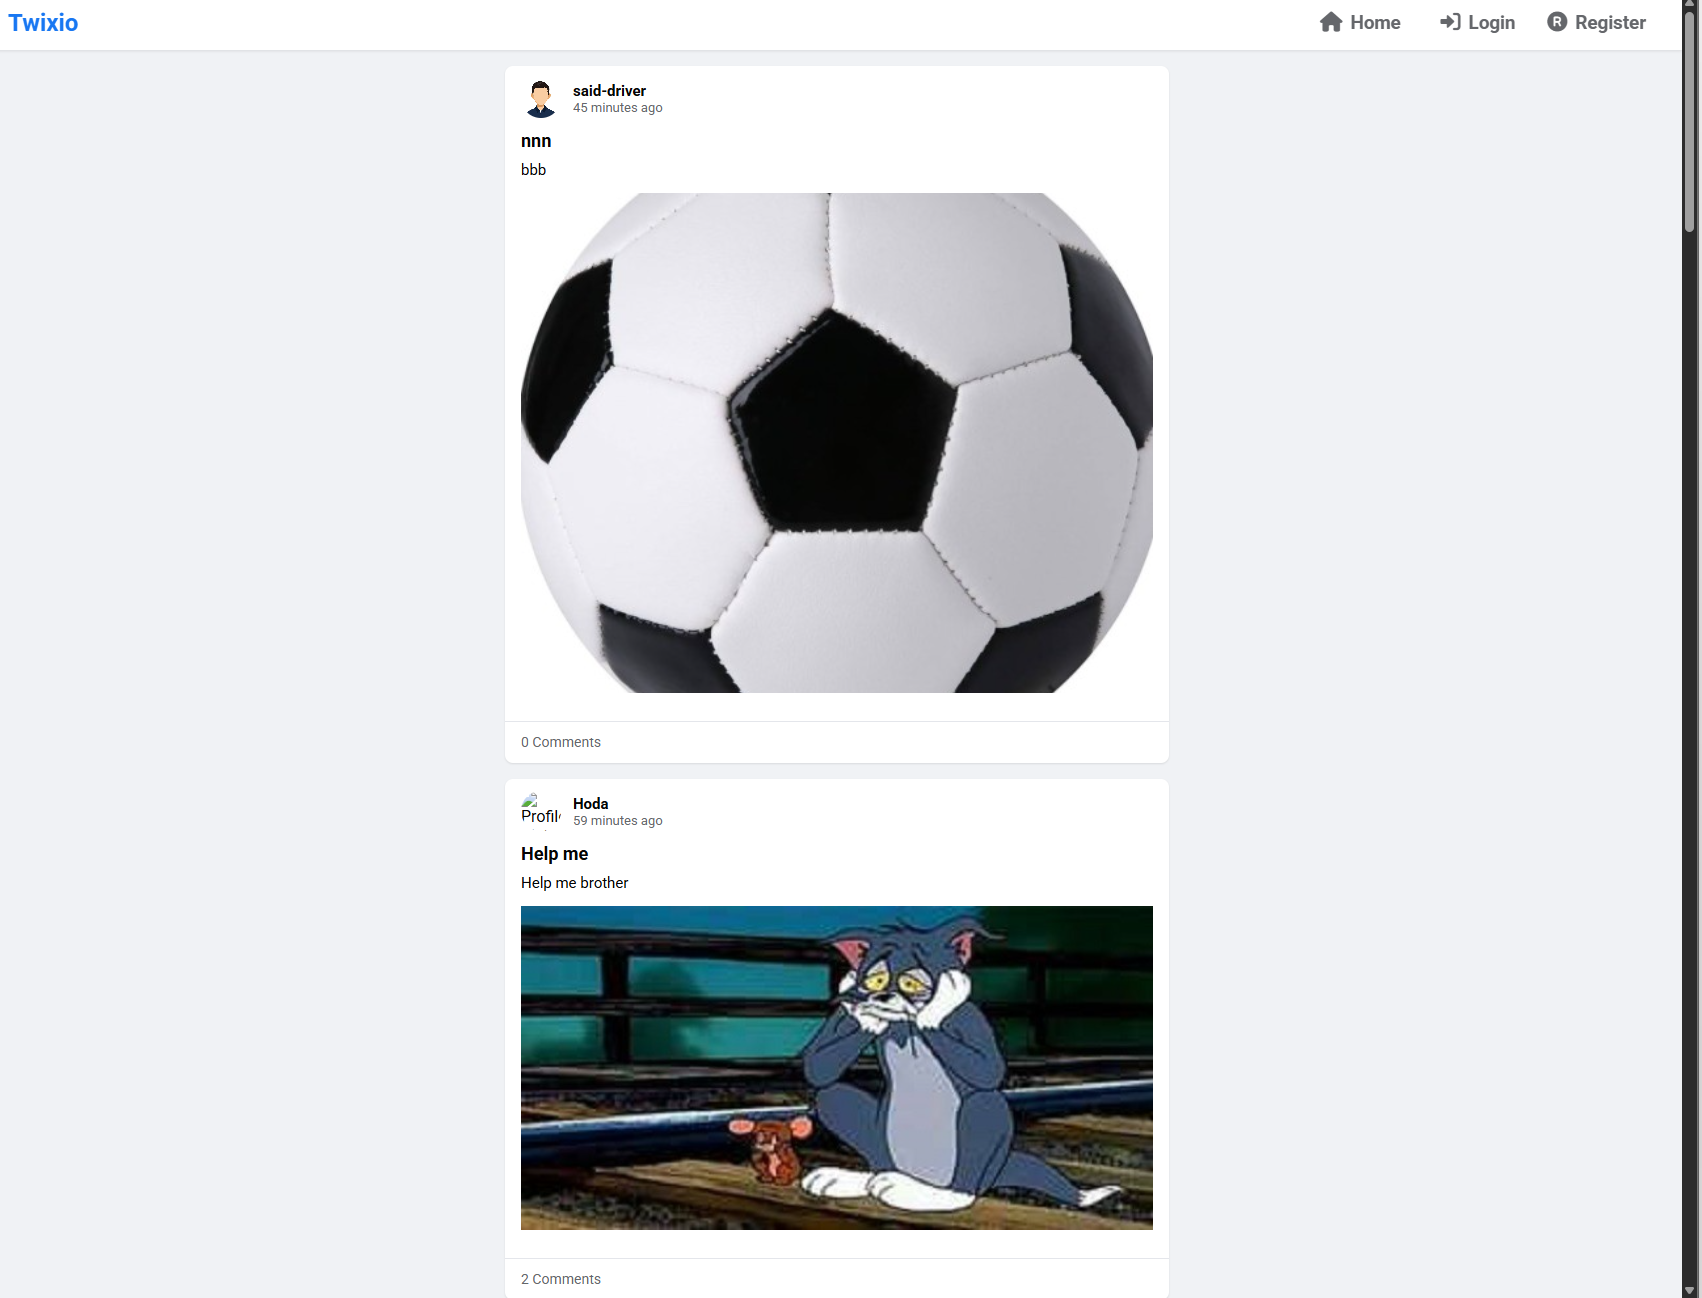 Twixio
Home
Login
Register
said-driver
45 minutes ago
nnn
bbb
0 Comments
Hoda
59 minutes ago
Help me
Help me brother
2 Comments